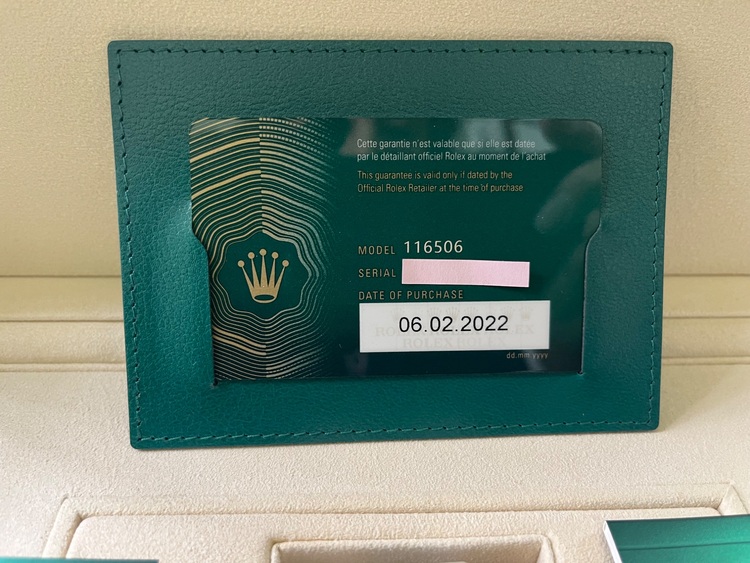 Cette garantie n'est valable que si elle est datée
par le détaillant officiel Rolex au moment de l'achat
This guarantee is valid only if dated by the
Official Rolex Retailer at the time of purchase
MODEL 116506
SERIAL
DATE OF PURCHASE
06.02.2022
ROLEX ROLEX
dd.mm yyyy